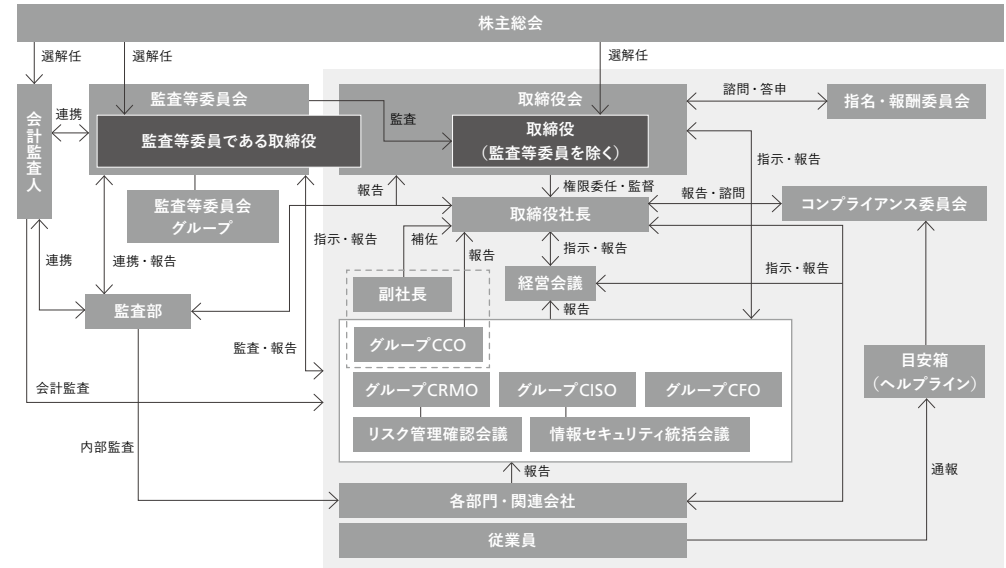 株主総会
選解任
選解任
選解任
会計監査人
連携
監査等委員会
監査等委員である取締役
監査
取締役会
取締役
（監査等委員を除く）
諮問・答申
指名・報酬委員会
指示・報告
監査等委員会
グループ
報告
権限委任・監督
取締役社長
報告・諮問
コンプライアンス委員会
連携
連携・報告
指示・報告
補佐
報告
指示・報告
指示・報告
監査部
副社長
経営会議
報告
監査・報告
グループCCO
目安箱
（ヘルプライン）
会計監査
グループCRMO
グループCISO
グループCFO
リスク管理確認会議
情報セキュリティ統括会議
内部監査
報告
通報
各部門・関連会社
従業員